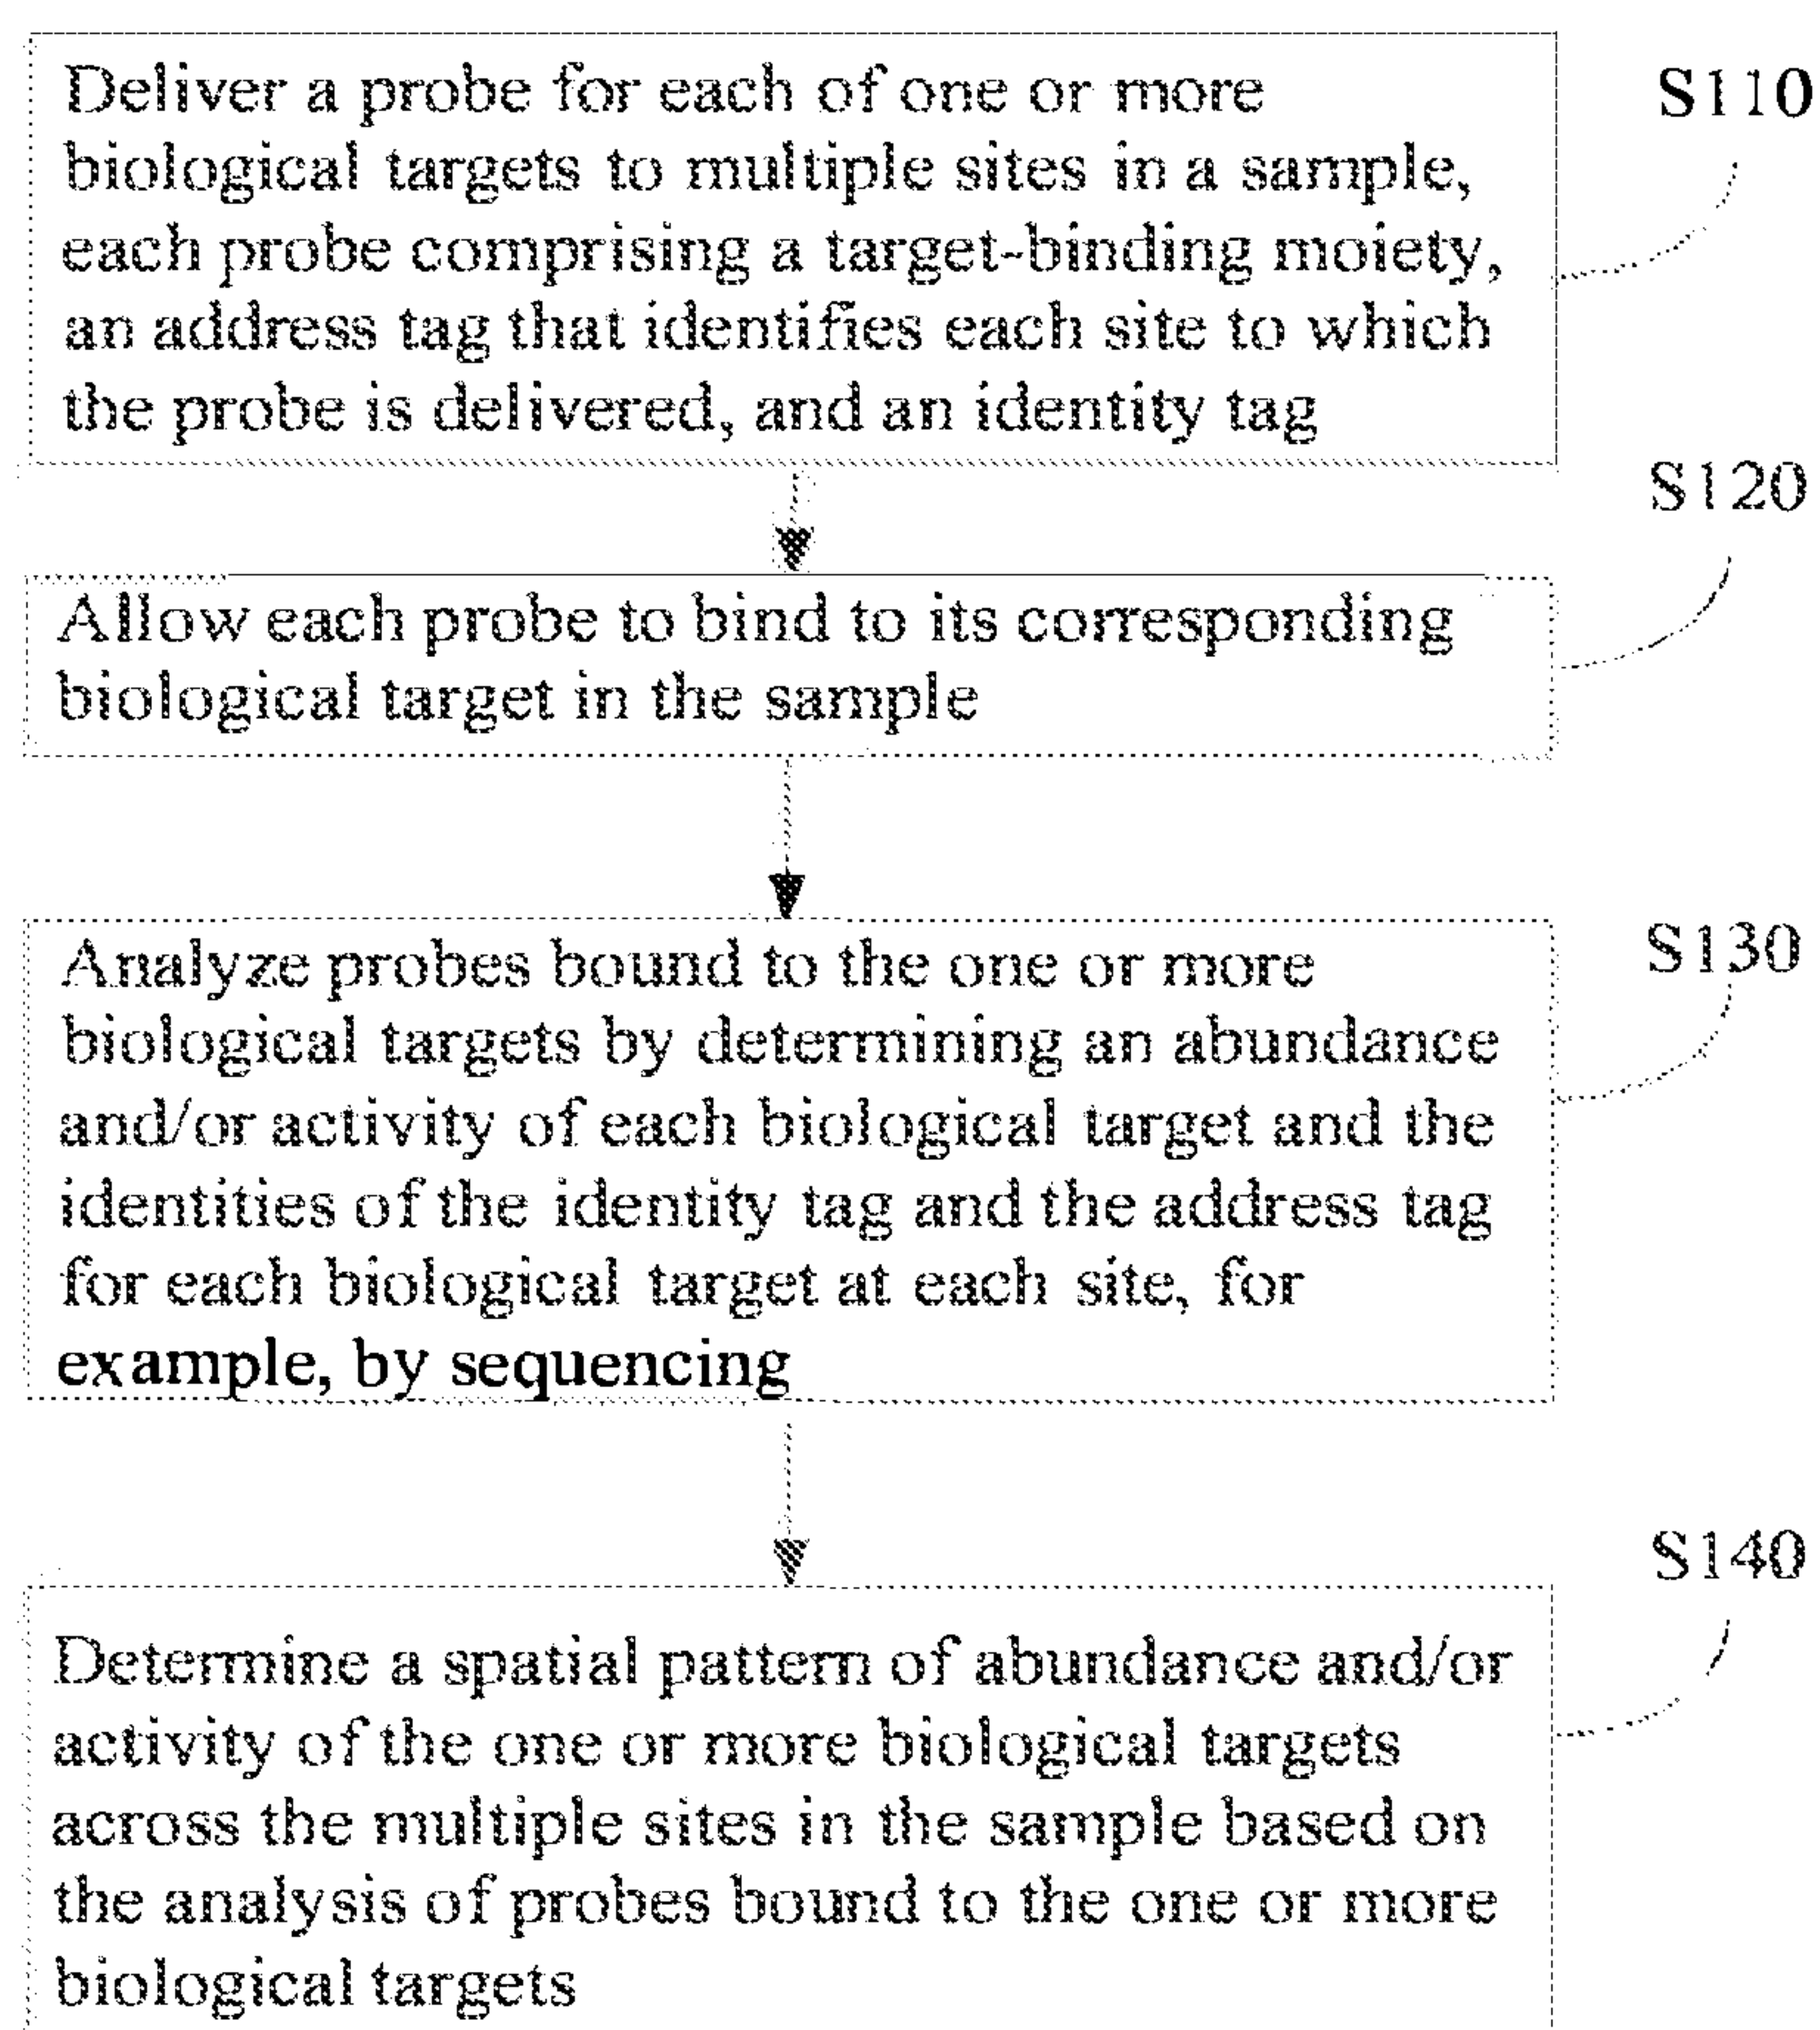 Deliver a probe for each of one or more
biological targets to multiple sites in a sample,
each probe comprising a target-binding moiety,
an address tag that identifies each site to which
the probe is delivered, and an identity tag
S110
Allow each probe to bind to its corresponding
biological target in the sample
S120
Analyze probes bound to the one or more
biological targets by determining an abundance
and/or activity of each biological target and the
identities of the identity tag and the address tag
for each biological target at each site, for
example, by sequencing
S130
Determine a spatial pattern of abundance and/or
activity of the one or more biological targets
across the multiple sites in the sample based on
the analysis of probes bound to the one or more
biological targets
S140